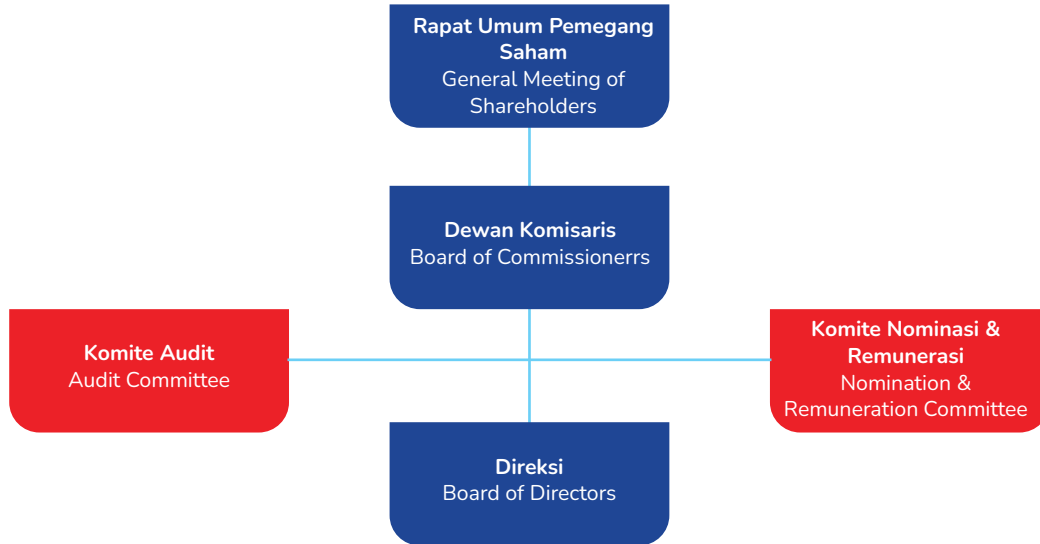 Rapat Umum Pemegang
Saham
General Meeting of
Shareholders
Dewan Komisaris
Board of Commissionerrs
Komite Audit
Audit Committee
Komite Nominasi &
Remunerasi
Nomination &
Remuneration Committee
Direksi
Board of Directors